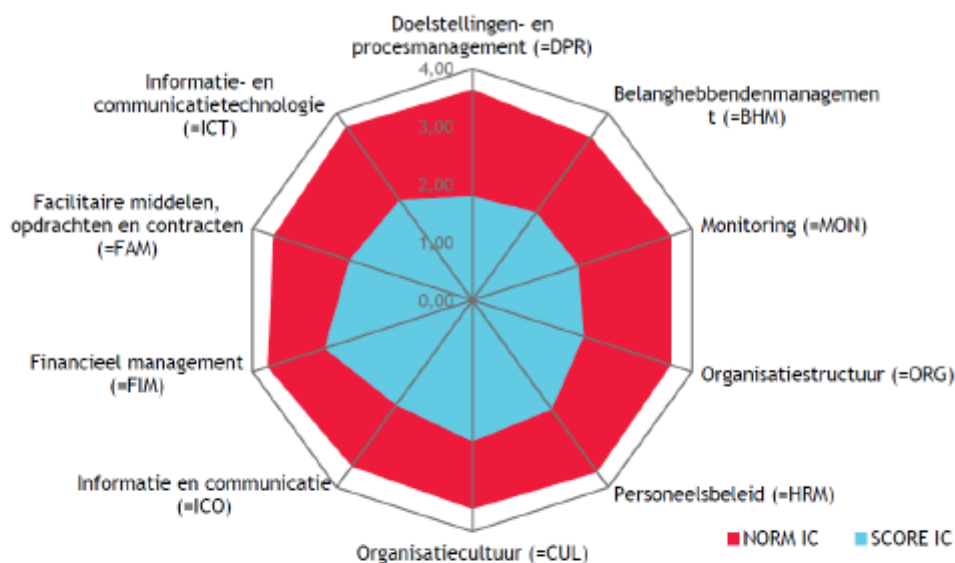 Doelstellingen- en
procesmanagement (=DPR)
4,00
3,00
2,00
1,00
0,00
Belanghebbendenmanagemen
t (=BHM)
Monitoring (=MON)
Organisatiestructuur (=ORG)
Personeelsbeleid (=HRM)
Organisatiecultuur (=CUL)
Informatie en communicatie
(=ICO)
Financieel management
(=FIM)
Facilitaire middelen,
opdrachten en contracten
(=FAM)
Informatie- en
communicatietechnologie
(=ICT)
NORM IC
SCORE IC